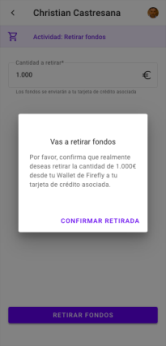 Christian Castresana
Actividad: Retirar fondos
Cantidad a retirar*
1.000
€
Los fondos se enviarán a tu tarjeta de crédito asociada
Vas a retirar fondos
Por favor, confirma que realmente
deseas retirar la cantidad de 1.000€
desde tu Wallet de Firefly a tu
tarjeta de crédito asociada.
CONFIRMAR RETIRADA
RETIRAR FONDOS